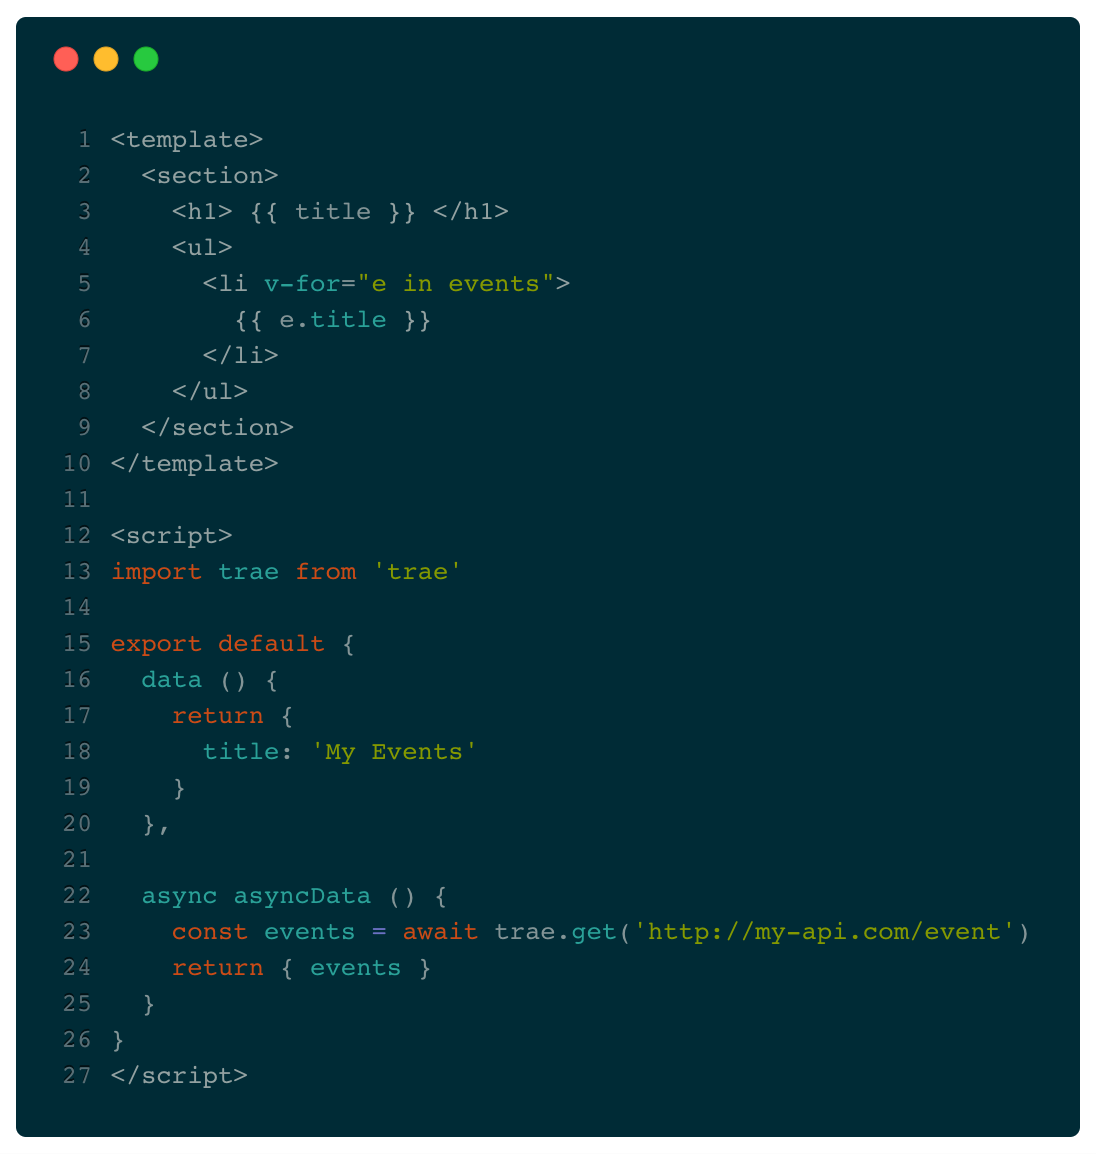 1 <template>
2   <section>
3     <h1> {{ title }} </h1>
4     <ul>
5       <li v-for="e in events">
6         {{ e.title }}
7       </li>
8     </ul>
9   </section>
10 </template>
11
12 <script>
13 import trae from 'trae'
14
15 export default {
16   data () {
17     return {
18       title: 'My Events'
19     }
20   },
21
22   async asyncData () {
23     const events = await trae.get('http://my-api.com/event')
24     return { events }
25   }
26 }
27 </script>